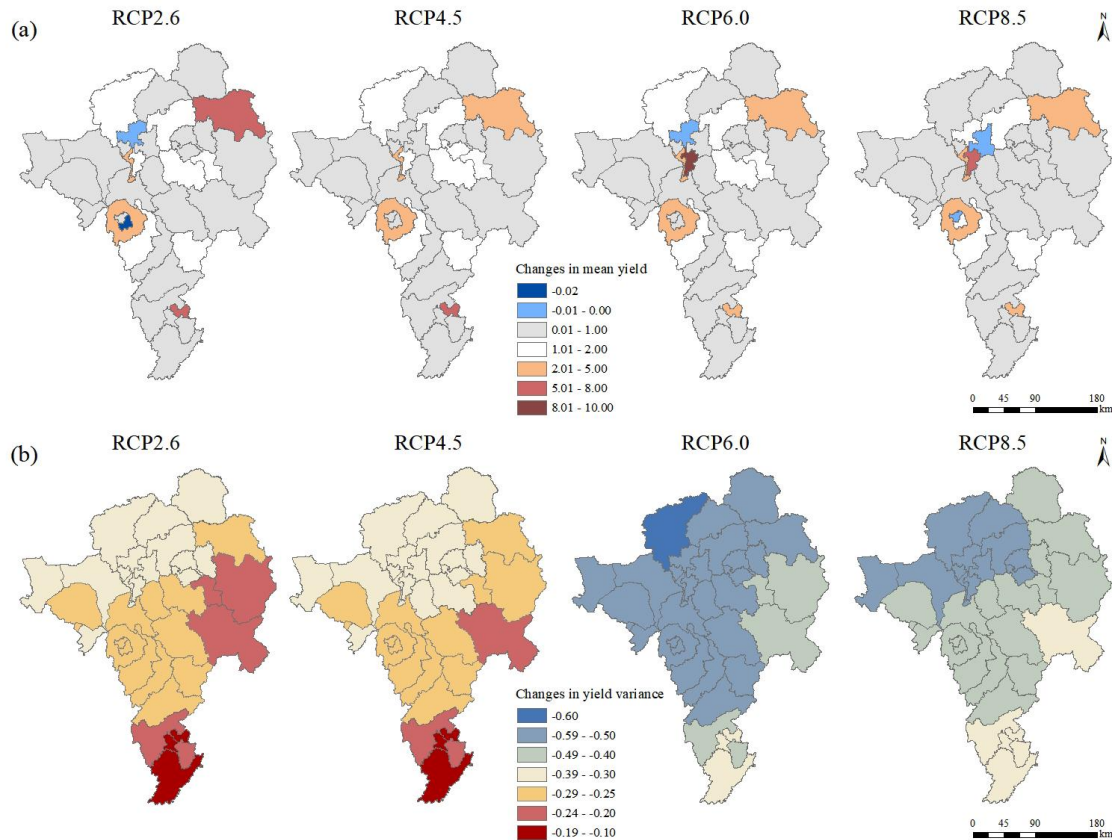 RCP2.6 RCP4.5 RCP6.0 RCP8.5
(a)
N
Changes in mean yield
-0.02
-0.01 - 0.00
0.01 - 1.00
1.01 - 2.00
2.01 - 5.00
5.01 - 8.00
8.01 - 10.00
0 45 90 180
km
RCP2.6 RCP4.5 RCP6.0 RCP8.5
(b)
N
Changes in yield variance
-0.60
-0.59 - -0.50
-0.49 - -0.40
-0.39 - -0.30
-0.29 - -0.25
-0.24 - -0.20
-0.19 - -0.10
0 45 90 180
km